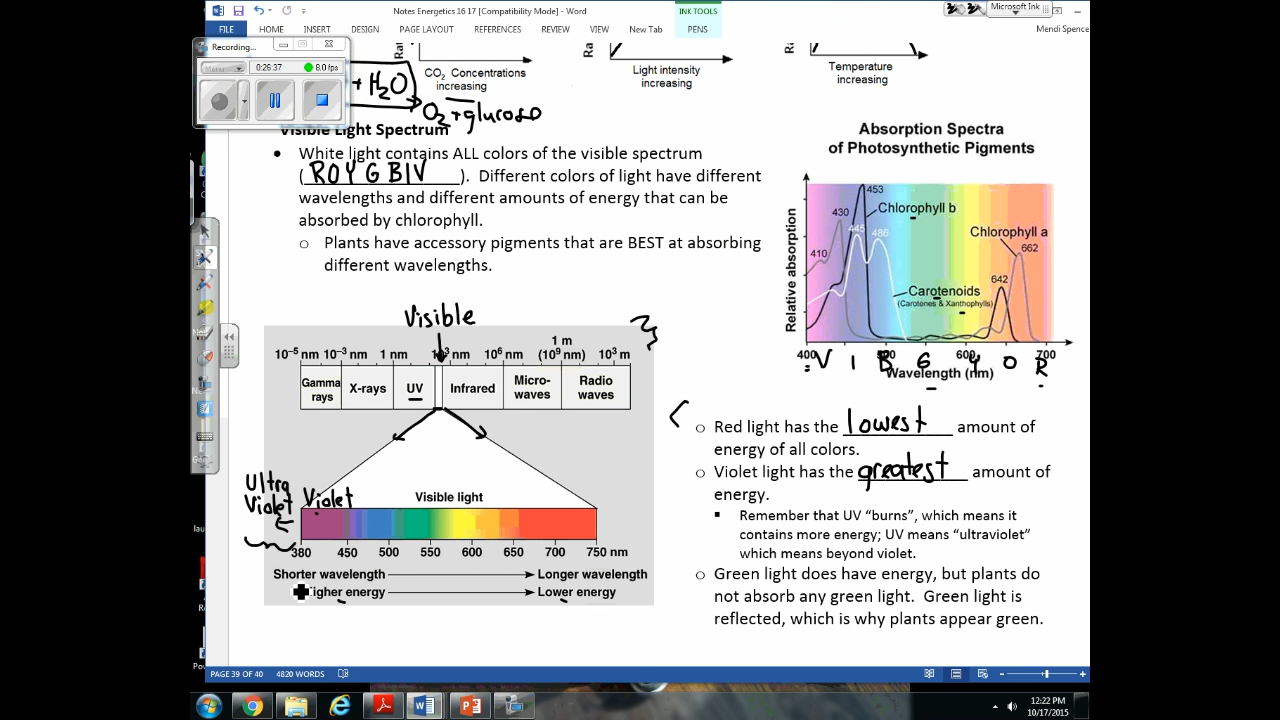 Notes Energetics 16 17 [Compatibility Mode] - Word
INK TOOLS
Microsoft Ink
FILE HOME INSERT DESIGN PAGE LAYOUT REFERENCES REVIEW VIEW New Tab PENS
Mendi Spence
Recording...
Menu 0:26:37 8.0 fps
CO2 Concentrations
increasing
Light intensity
increasing
Temperature
increasing
+ H2O
O2 + glucose
Visible Light Spectrum
• White light contains ALL colors of the visible spectrum
(ROY G BIV). Different colors of light have different
wavelengths and different amounts of energy that can be
absorbed by chlorophyll.
o Plants have accessory pigments that are BEST at absorbing
different wavelengths.
Absorption Spectra
of Photosynthetic Pigments
Relative absorption
453
Chlorophyll b
430
445 486
Chlorophyll a
662
410
642
Carotenoids
(Carotenes & Xanthophylls)
400 500 600 700
V I B G Y O R
Wavelength (nm)
Visible
10-5 nm 10-3 nm 1 nm 103 nm 106 nm 1 m (109 nm) 103 m
Gamma rays X-rays UV Infrared Micro-waves Radio waves
Ultra
Violet
Violet
Visible light
380 450 500 550 600 650 700 750 nm
Shorter wavelength Longer wavelength
Higher energy Lower energy
o Red light has the lowest amount of
energy of all colors.
o Violet light has the greatest amount of
energy.
▪ Remember that UV “burns”, which means it
contains more energy; UV means “ultraviolet”
which means beyond violet.
o Green light does have energy, but plants do
not absorb any green light. Green light is
reflected, which is why plants appear green.
PAGE 39 OF 40 4820 WORDS
12:22 PM
10/17/2015